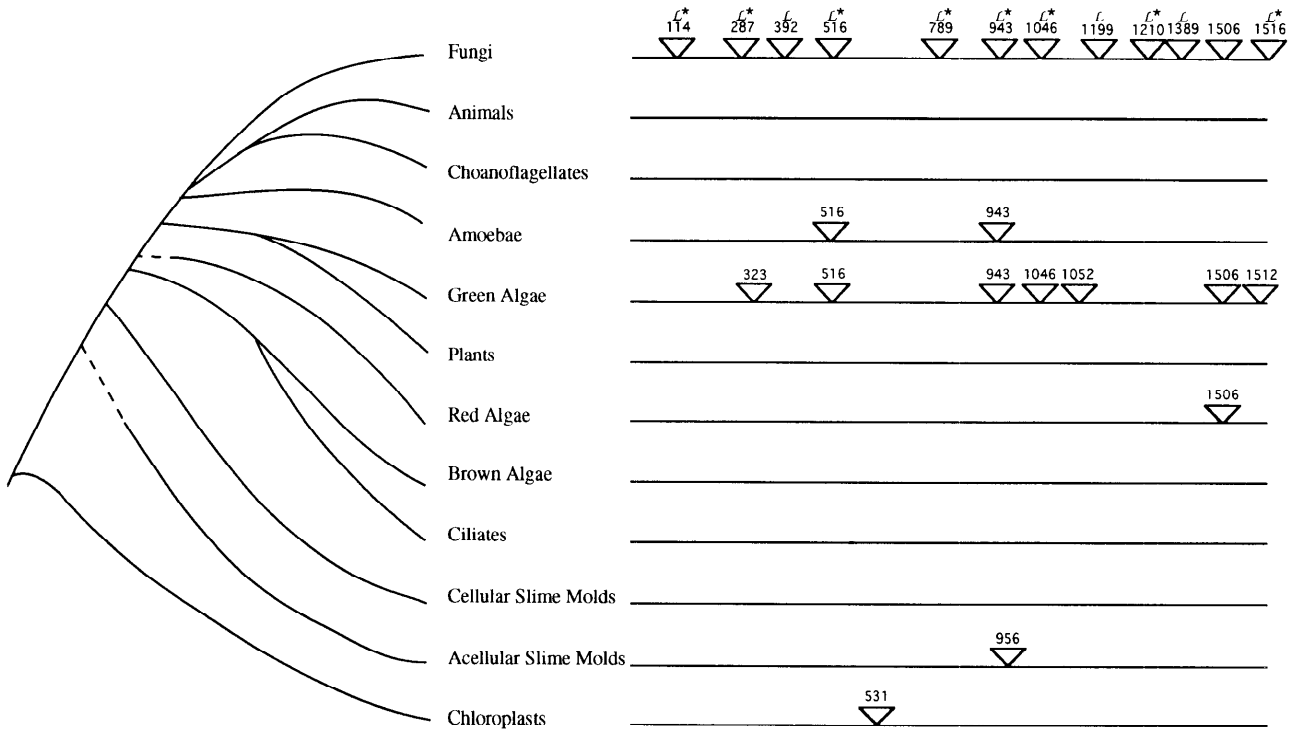 ℒ* ℒ* ℒ ℒ* ℒ* ℒ* ℒ* ℒ ℒ* ℒ ℒ*
114 287 392 516 789 943 1046 1199 1210 1389 1506 1516
Fungi
Animals
Choanoflagellates
516 943
Amoebae
323 516 943 1046 1052 1506 1512
Green Algae
Plants
1506
Red Algae
Brown Algae
Ciliates
Cellular Slime Molds
956
Acellular Slime Molds
531
Chloroplasts